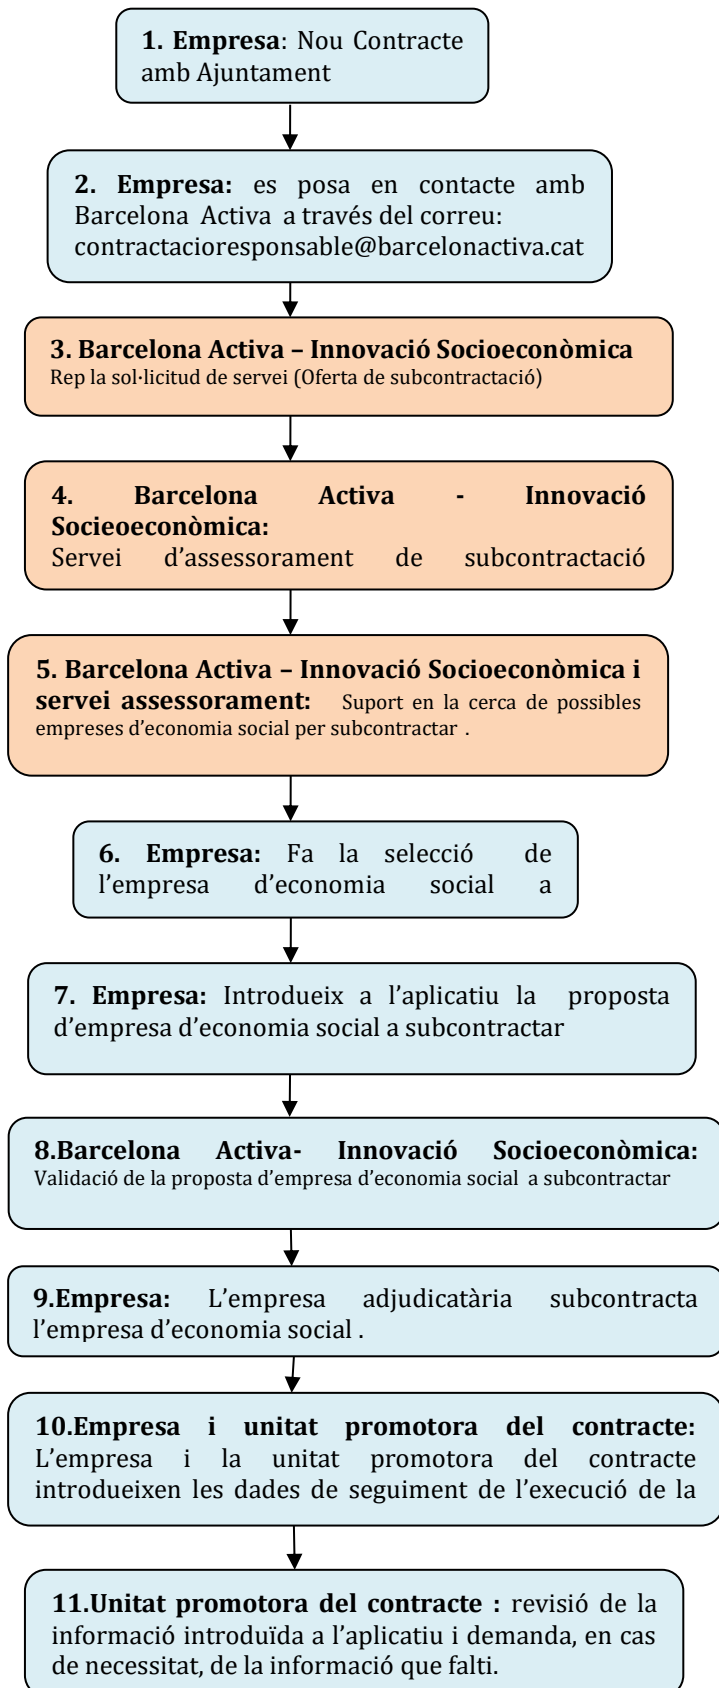 1. Empresa: Nou Contracte
amb Ajuntament
2. Empresa: es posa en contacte amb
Barcelona Activa a través del correu:
contractacioresponsable@barcelonactiva.cat
3. Barcelona Activa – Innovació Socioeconòmica
Rep la sol·licitud de servei (Oferta de subcontractació)
4. Barcelona Activa - Innovació
Socieoeconòmica:
Servei d’assessorament de subcontractació
5. Barcelona Activa – Innovació Socioeconòmica i
servei assessorament: Suport en la cerca de possibles
empreses d’economia social per subcontractar .
6. Empresa: Fa la selecció de
l’empresa d’economia social a
7. Empresa: Introdueix a l’aplicatiu la proposta
d’empresa d’economia social a subcontractar
8.Barcelona Activa- Innovació Socioeconòmica:
Validació de la proposta d’empresa d’economia social a subcontractar
9.Empresa: L’empresa adjudicatària subcontracta
l’empresa d’economia social .
10.Empresa i unitat promotora del contracte:
L’empresa i la unitat promotora del contracte
introdueixen les dades de seguiment de l’execució de la
11.Unitat promotora del contracte : revisió de la
informació introduïda a l’aplicatiu i demanda, en cas
de necessitat, de la informació que falti.